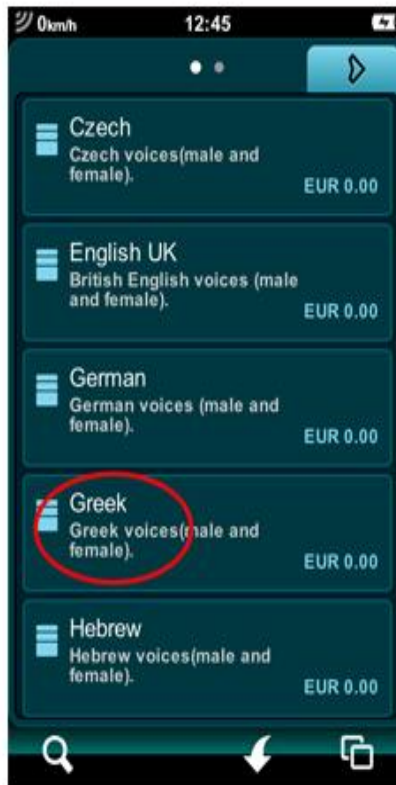 0km/h 12:45
Czech
Czech voices(male and
female).
EUR 0.00
English UK
British English voices (male
and female).
EUR 0.00
German
German voices (male and
female).
EUR 0.00
Greek
Greek voices(male and
female).
EUR 0.00
Hebrew
Hebrew voices(male and
female).
EUR 0.00